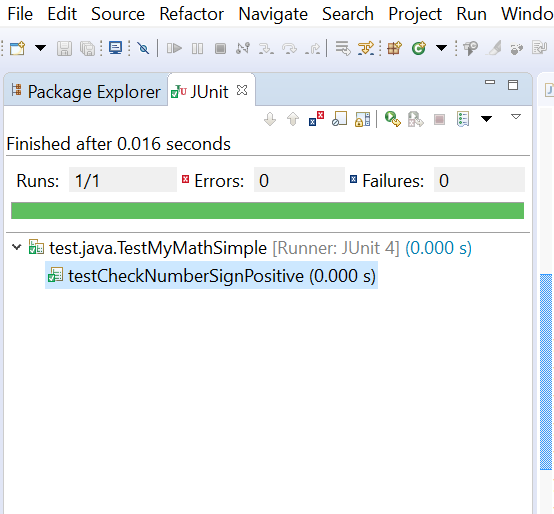 File Edit Source Refactor Navigate Search Project Run Windo
Package Explorer JUnit
Finished after 0.016 seconds
Runs: 1/1 Errors: 0 Failures: 0
test.java.TestMyMathSimple [Runner: JUnit 4] (0.000 s)
testCheckNumberSignPositive (0.000 s)